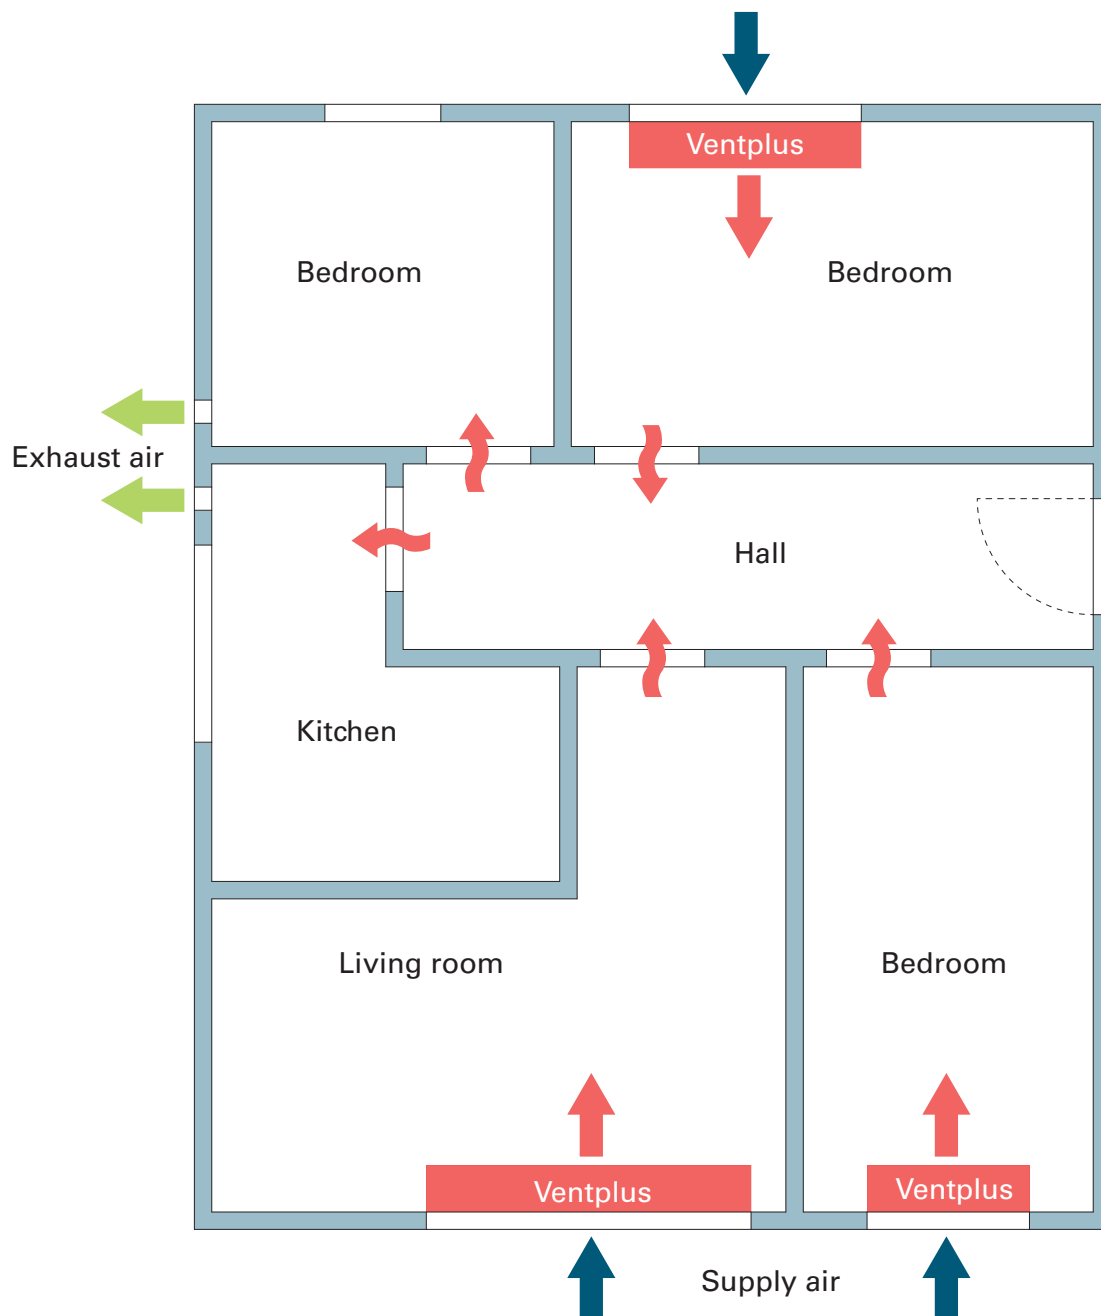 Ventplus
Bedroom
Bedroom
Exhaust air
Hall
Kitchen
Living room
Bedroom
Ventplus
Ventplus
Supply air